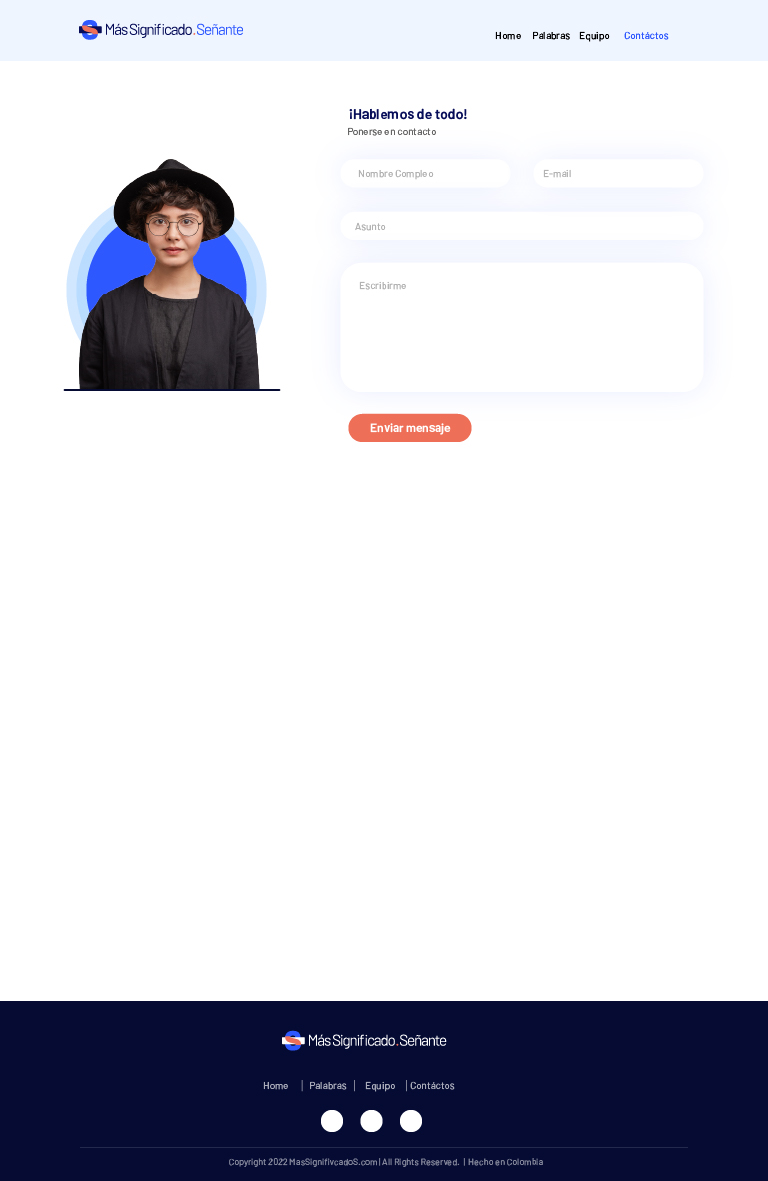 MásSignificado.Señante
Home Palabras Equipo Contáctos
¡Hablemos de todo!
Ponerse en contacto
Nombre Compleo E-mail
Asunto
Escribirme
Enviar mensaje
MásSignificado.Señante
Home | Palabras | Equipo | Contáctos
Copyright 2022 MasSignifivcadoS.com | All Rights Reserved. | Hecho en Colombia